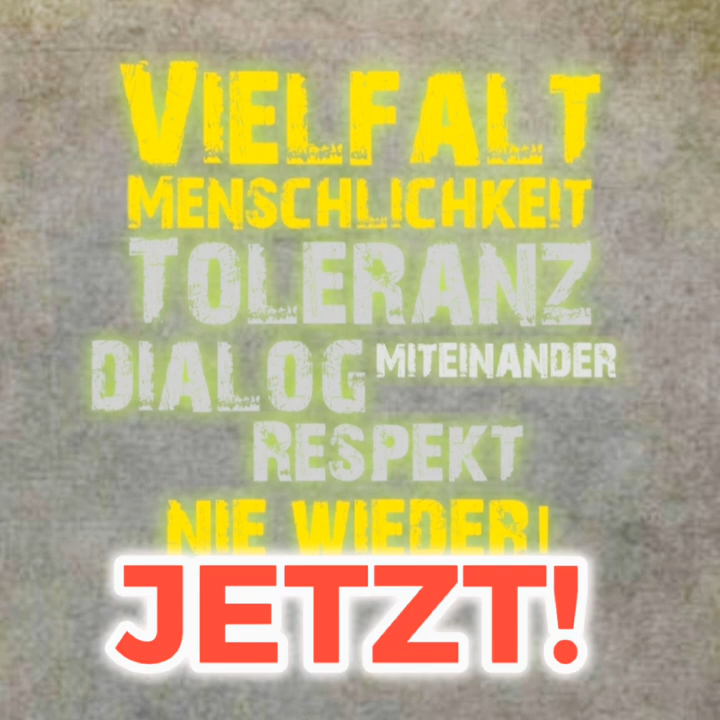 VIELFALT
MENSCHLICHKEIT
TOLERANZ
DIALOG MITEINANDER
RESPEKT
NIE WIEDER!
JETZT!